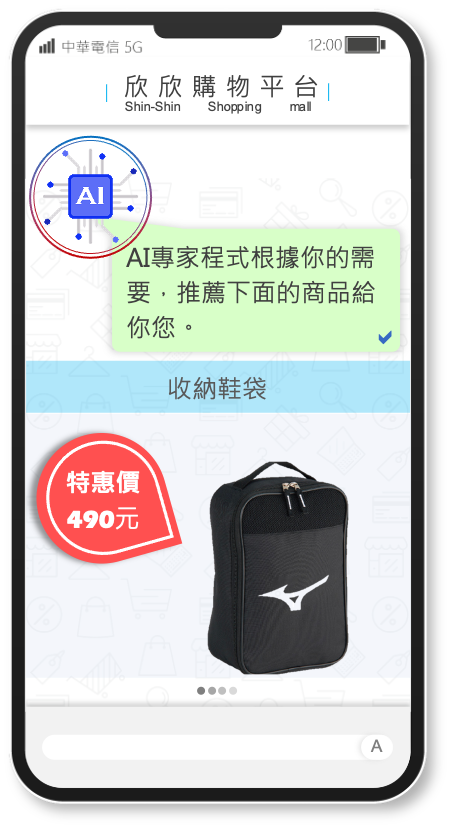 中華電信 5G
12:00
欣欣購物平台
Shin-Shin Shopping mall
AI
AI專家程式根據你的需
要，推薦下面的商品給
你您。
收納鞋袋
特惠價
490元
A